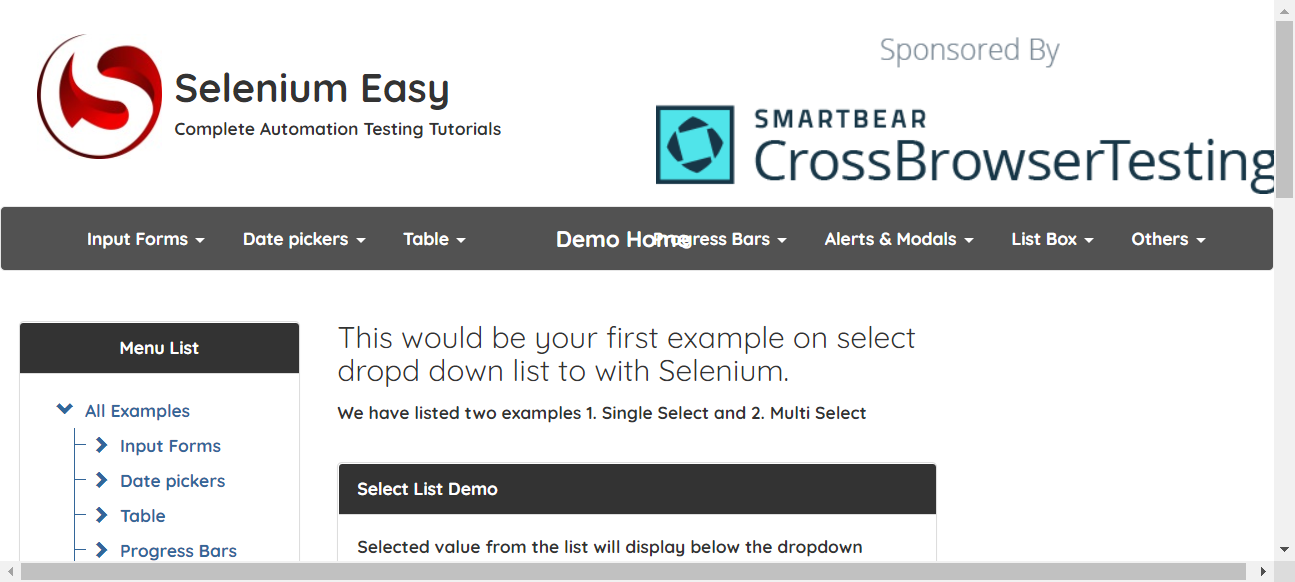 Sponsored By
Selenium Easy
Complete Automation Testing Tutorials
SMARTBEAR
CrossBrowserTesting
Input Forms Date pickers Table Demo Home Progress Bars Alerts & Modals List Box Others
Menu List
All Examples
Input Forms
Date pickers
Table
Progress Bars
This would be your first example on select
dropd down list to with Selenium.
We have listed two examples 1. Single Select and 2. Multi Select
Select List Demo
Selected value from the list will display below the dropdown